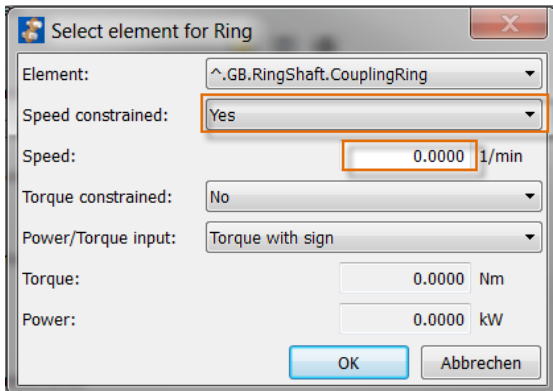 Select element for Ring
Element: ^.GB.RingShaft.CouplingRing
Speed constrained: Yes
Speed: 0.0000 1/min
Torque constrained: No
Power/Torque input: Torque with sign
Torque: 0.0000 Nm
Power: 0.0000 kW
OK Abbrechen